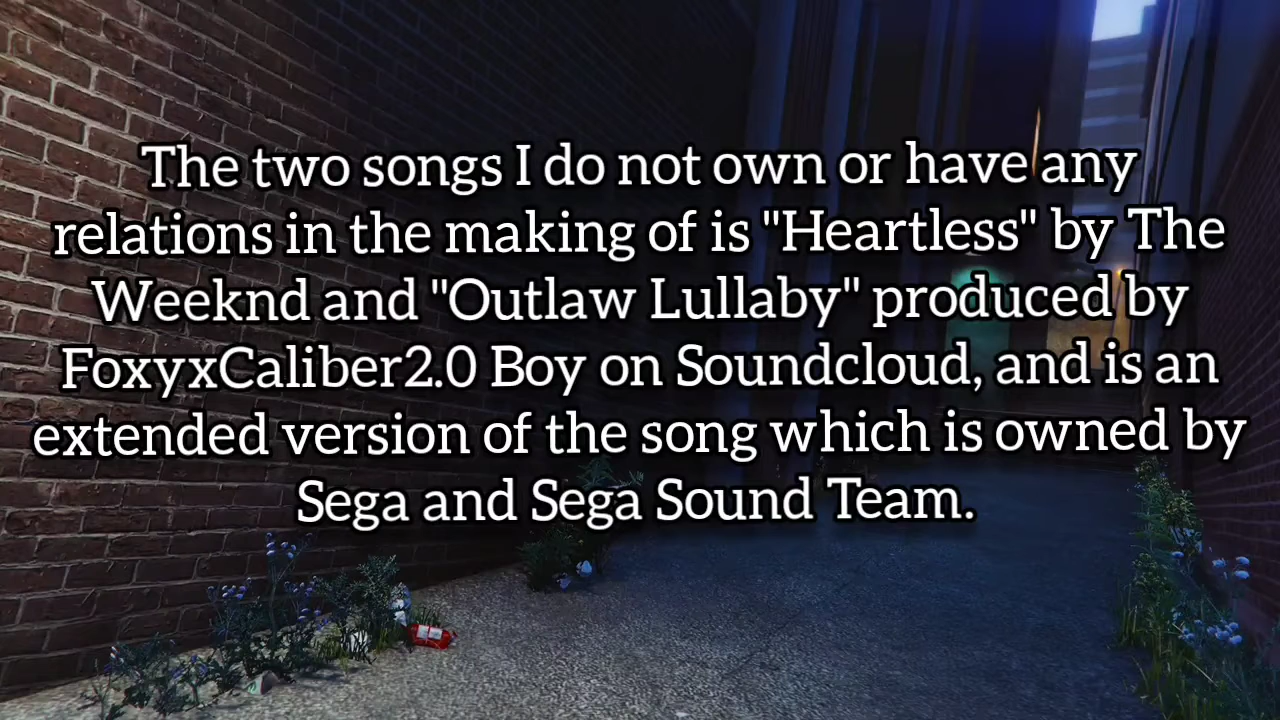 The two songs I do not own or have any
relations in the making of is "Heartless" by The
Weeknd and "Outlaw Lullaby" produced by
FoxyxCaliber2.0 Boy on Soundcloud, and is an
extended version of the song which is owned by
Sega and Sega Sound Team.